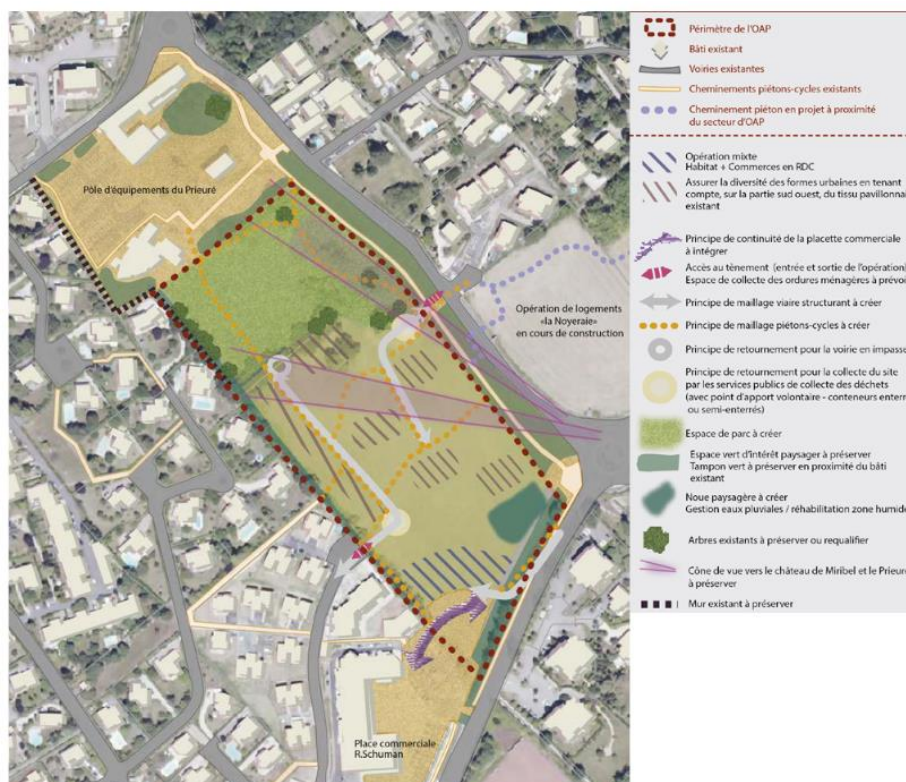 Pôle d'équipements du Prieuré
Opération de logements
«la Noyeraie»
en cours de construction
Place commerciale
R.Schuman
Périmètre de l'OAP
Bâti existant
Voiries existantes
Cheminements piétons-cycles existants
Cheminement piéton en projet à proximité
du secteur d'OAP
Opération mixte
Habitat + Commerces en RDC
Assurer la diversité des formes urbaines en tenant
compte, sur la partie sud ouest, du tissu pavillonna
existant
Principe de continuité de la placette commerciale
à intégrer
Accès au tènement (entrée et sortie de l'opération)
Espace de collecte des ordures ménagères à prévoi
Principe de maillage viaire structurant à créer
Principe de maillage piétons-cycles à créer
Principe de retournement pour la voirie en impasse
Principe de retournement pour la collecte du site
par les services publics de collecte des déchets
(avec point d'apport volontaire - conteneurs enterr
ou semi-enterrés)
Espace de parc à créer
Espace vert d'intérêt paysager à préserver
Tampon vert à préserver en proximité du bâti
existant
Noue paysagère à créer
Gestion eaux pluviales / réhabilitation zone humid
Arbres existants à préserver ou requalifier
Cône de vue vers le château de Miribel et le Prieur
à préserver
Mur existant à préserver